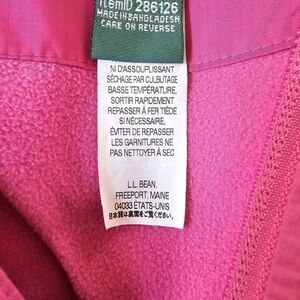 ItemID 286126
MADE IN BANGLADESH
CARE ON REVERSE
NI D'ASSOUPLISSANT
SÉCHAGE PAR CULBUTAGE
BASSE TEMPÉRATURE,
SORTIR RAPIDEMENT
REPASSER À FER TIÈDE
SI NÉCESSAIRE,
ÉVITER DE REPASSER
LES GARNITURES NE
PAS NETTOYER À SEC
L.L. BEAN,
FREEPORT, MAINE
04033 ÉTATS-UNIS
日本語は裏面をご覧ください。